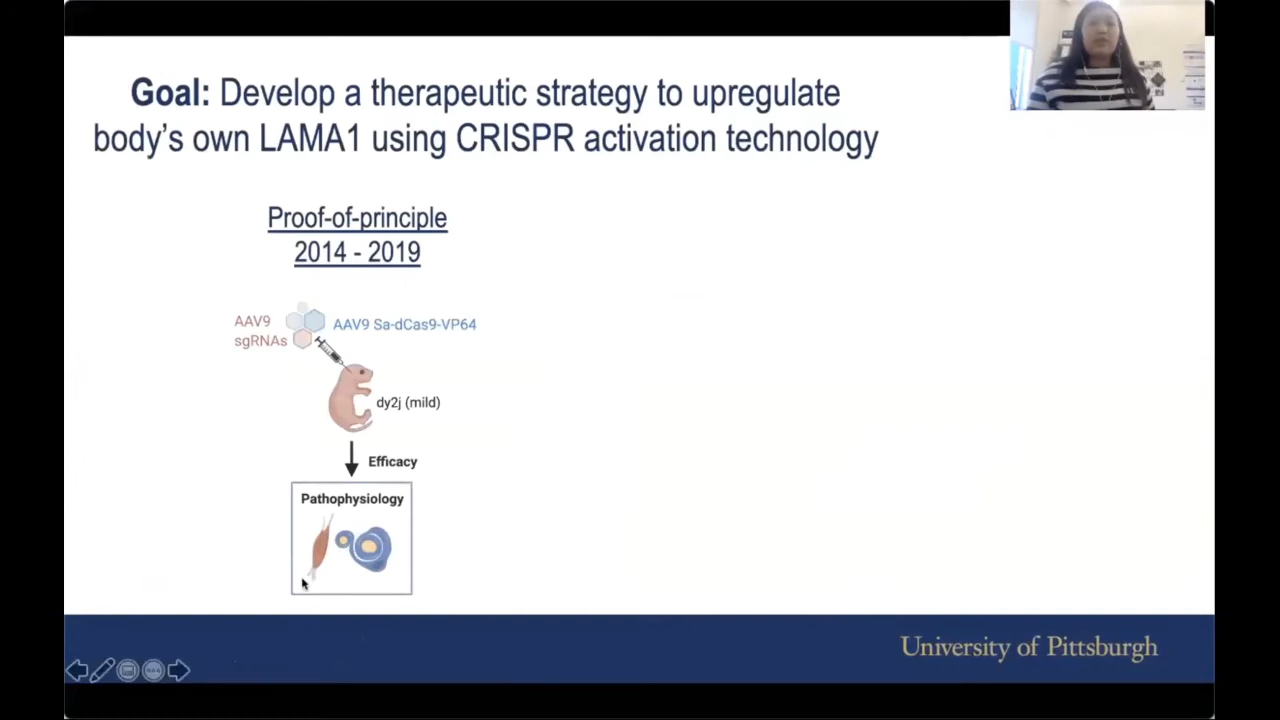 Goal: Develop a therapeutic strategy to upregulate
body's own LAMA1 using CRISPR activation technology
Proof-of-principle
2014 - 2019
AAV9
sgRNAs
AAV9 Sa-dCas9-VP64
dy2j (mild)
Efficacy
Pathophysiology
University of Pittsburgh